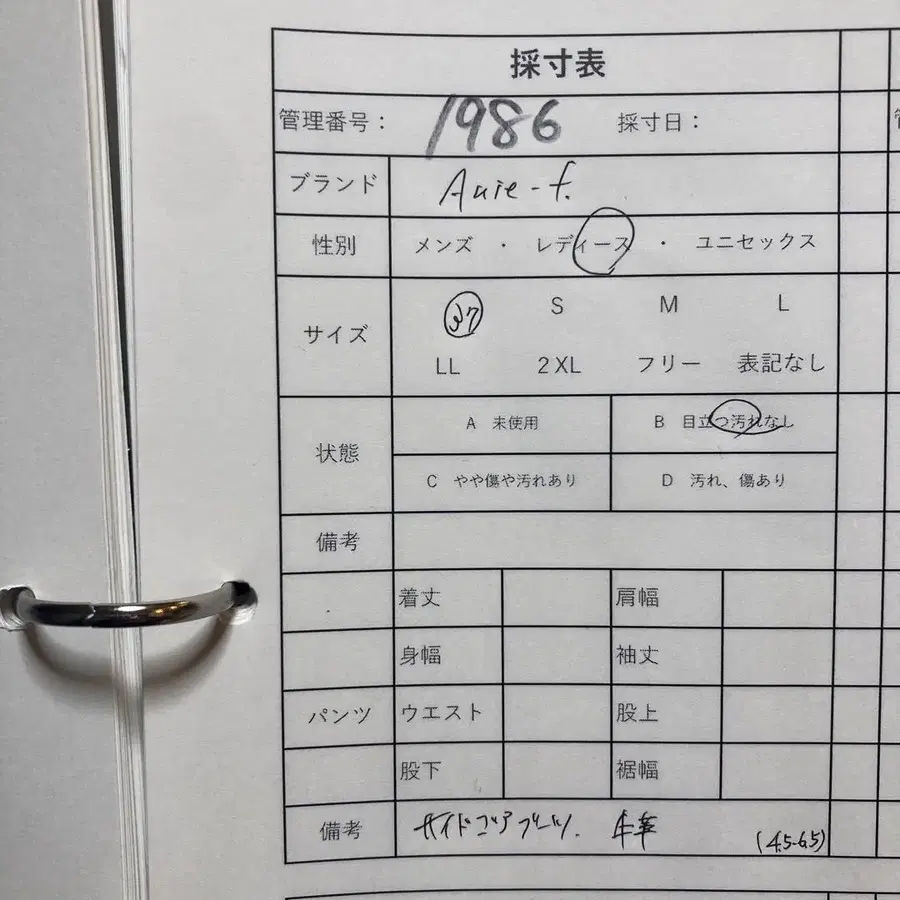 採寸表
管理番号： 1986 採寸日：
ブランド
性別 メンズ ・ レディース ・ ユニセックス
サイズ 37 S M L
LL 2XL フリー 表記なし
状態 A 未使用 B 目立つ汚れなし
C やや傷や汚れあり D 汚れ、傷あり
備考
着丈 肩幅
身幅 袖丈
パンツ ウエスト 股上
股下 裾幅
備考 サイドゴアブーツ. 牛革 (4.5-6.5)